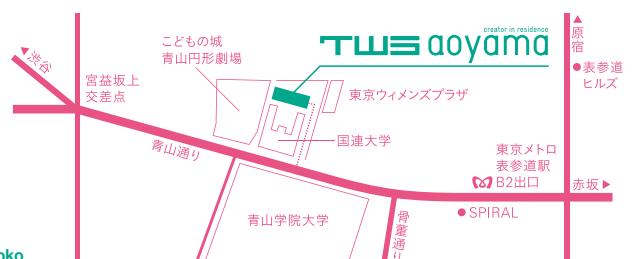 creator in residence
TWS aoyama
こどもの城
青山円形劇場
◀渋谷
宮益坂上
交差点
▲原宿
表参道
ヒルズ
東京ウィメンズプラザ
国連大学
青山通り
東京メトロ
表参道駅
B2出口
赤坂▶
SPIRAL
青山学院大学
骨董通り
oko